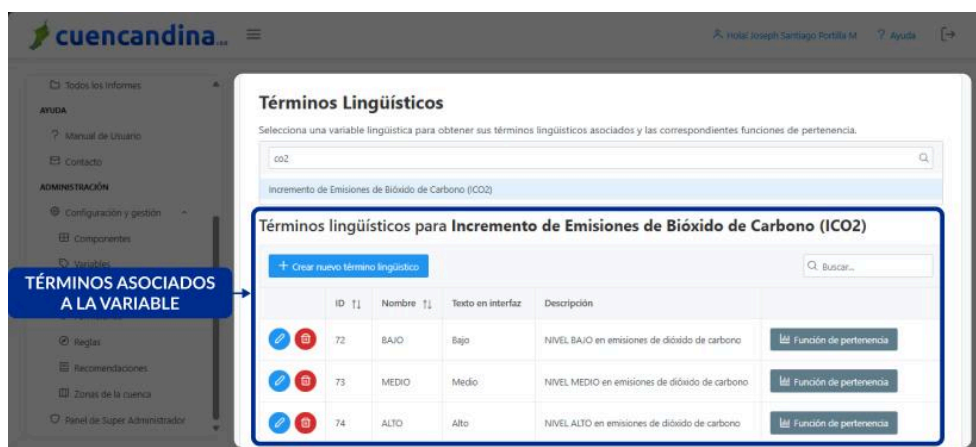 cuencandina
Hola! Joseph Santiago Portilla M
? Ayuda
Todos los Informes
AYUDA
? Manual de Usuario
Contacto
ADMINISTRACIÓN
Configuración y gestión
Componentes
Variables
Reglas
Recomendaciones
Zonas de la cuenca
Panel de Super Administrador
TÉRMINOS ASOCIADOS
A LA VARIABLE
Términos Lingüísticos
Selecciona una variable lingüistica para obtener sus términos lingüísticos asociados y las correspondientes funciones de pertenencia.
co2
Incremento de Emisiones de Bióxido de Carbono (ICO2)
Términos lingüísticos para Incremento de Emisiones de Bióxido de Carbono (ICO2)
+ Crear nuevo término lingüístico
Buscar...
ID Nombre Texto en interfaz Descripción
72 BAJO Bajo NIVEL BAJO en emisiones de dióxido de carbono Función de pertenencia
73 MEDIO Medio NIVEL MEDIO en emisiones de dióxido de carbono Función de pertenencia
74 ALTO Alto NIVEL ALTO en emisiones de dióxido de carbono Función de pertenencia